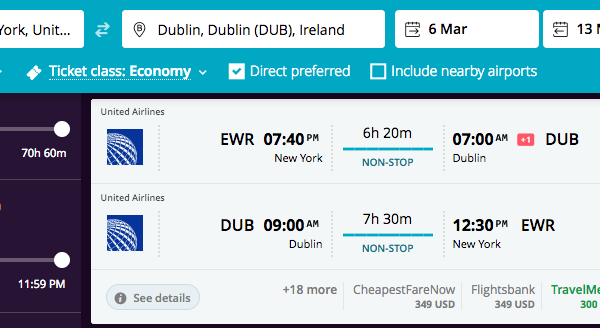 York, Unit...
B
Dublin, Dublin (DUB), Ireland
6 Mar
13 M
Ticket class: Economy
Direct preferred
Include nearby airports
70h 60m
11:59 PM
United Airlines
EWR 07:40 PM
New York
6h 20m
NON-STOP
07:00 AM +1 DUB
Dublin
United Airlines
DUB 09:00 AM
Dublin
7h 30m
NON-STOP
12:30 PM EWR
New York
i See details
+18 more
CheapestFareNow
349 USD
Flightsbank
349 USD
TravelMe
300